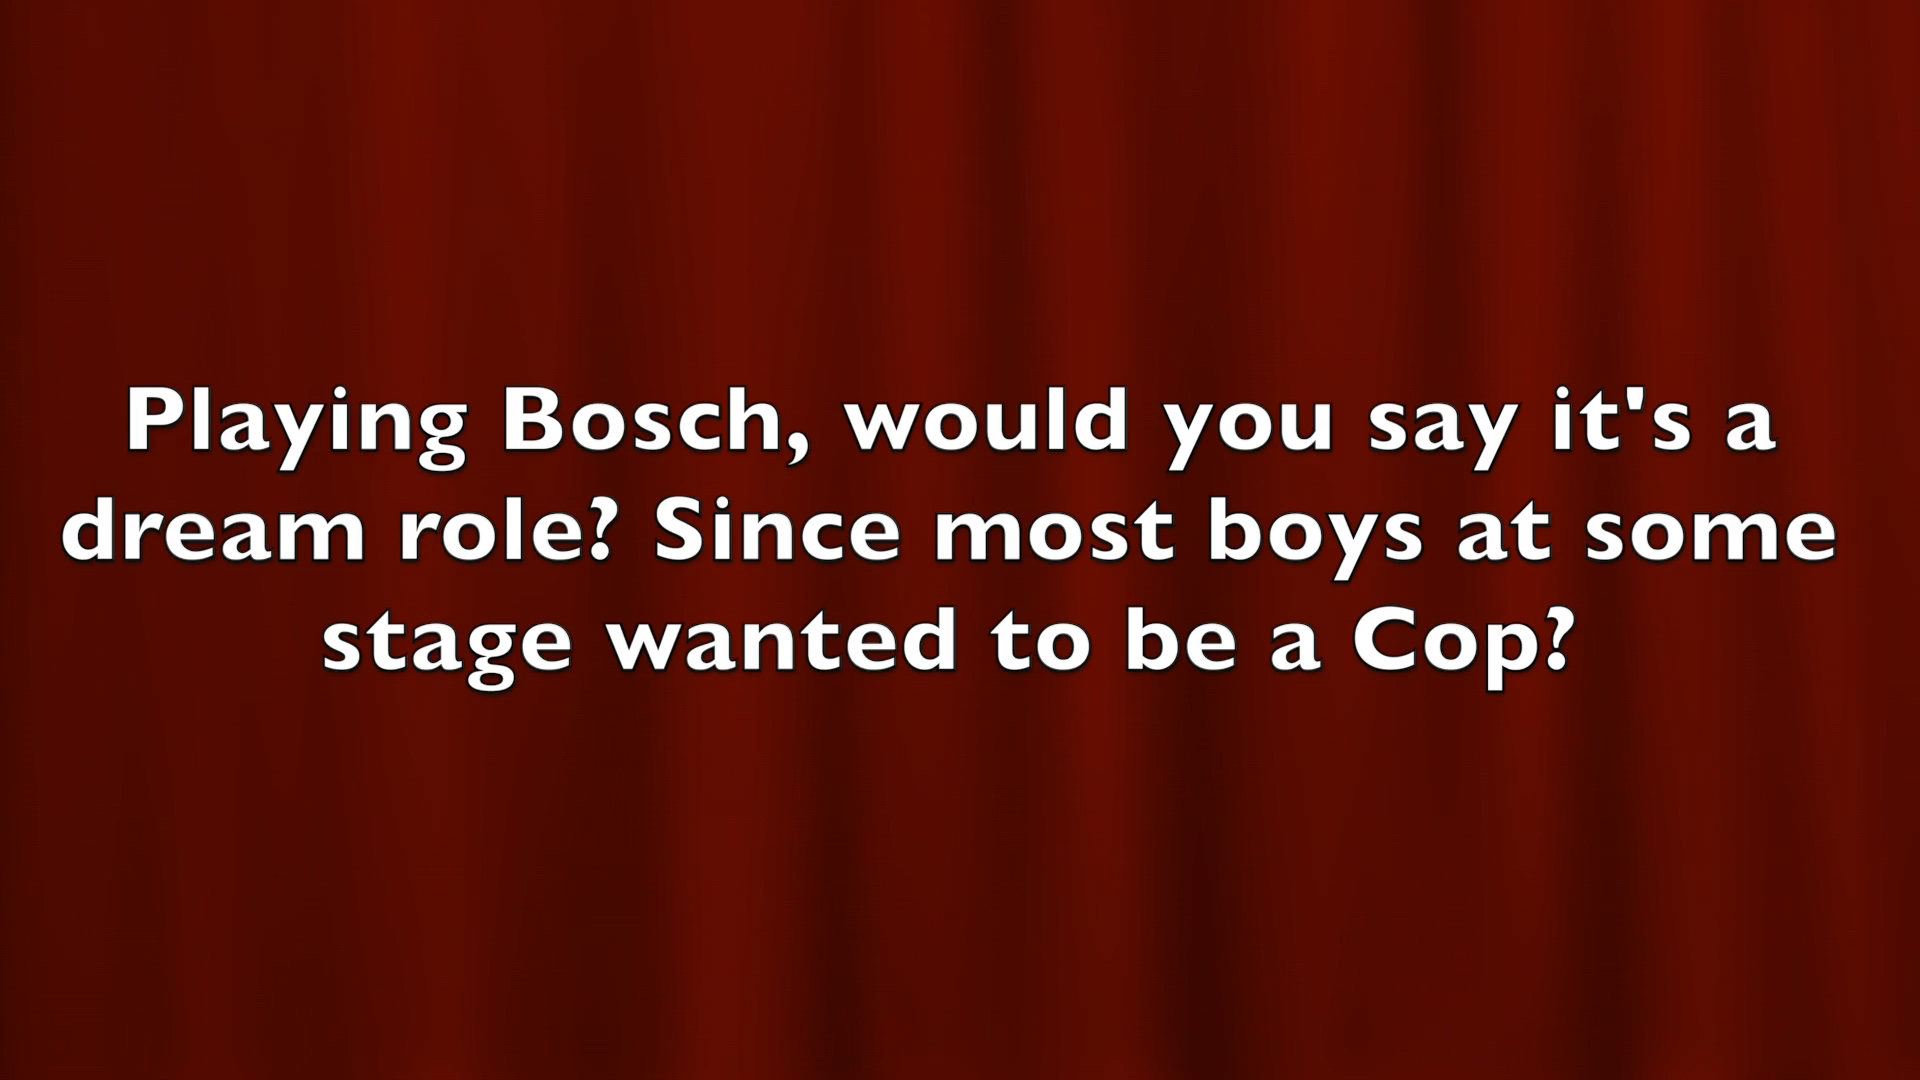 Playing Bosch, would you say it's a
dream role? Since most boys at some
stage wanted to be a Cop?